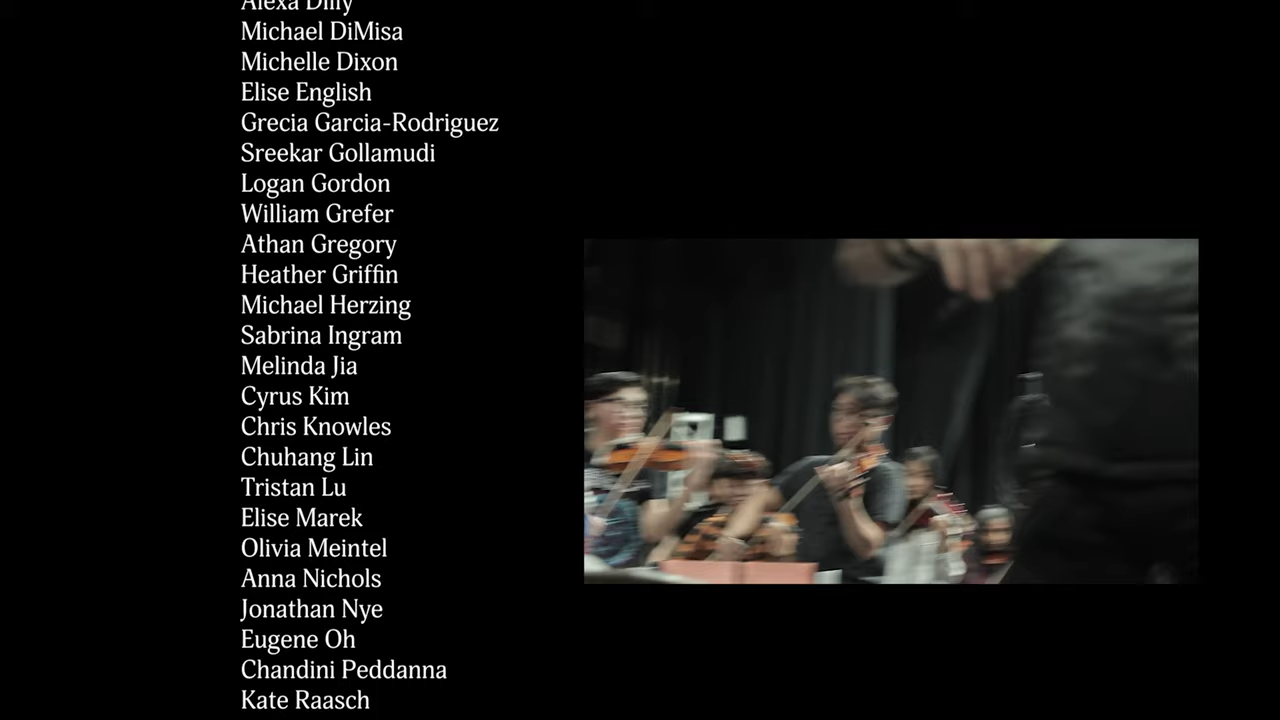 Alexa Dilly
Michael DiMisa
Michelle Dixon
Elise English
Grecia Garcia-Rodriguez
Sreekar Gollamudi
Logan Gordon
William Grefer
Athan Gregory
Heather Griffin
Michael Herzing
Sabrina Ingram
Melinda Jia
Cyrus Kim
Chris Knowles
Chuhang Lin
Tristan Lu
Elise Marek
Olivia Meintel
Anna Nichols
Jonathan Nye
Eugene Oh
Chandini Peddanna
Kate Raasch